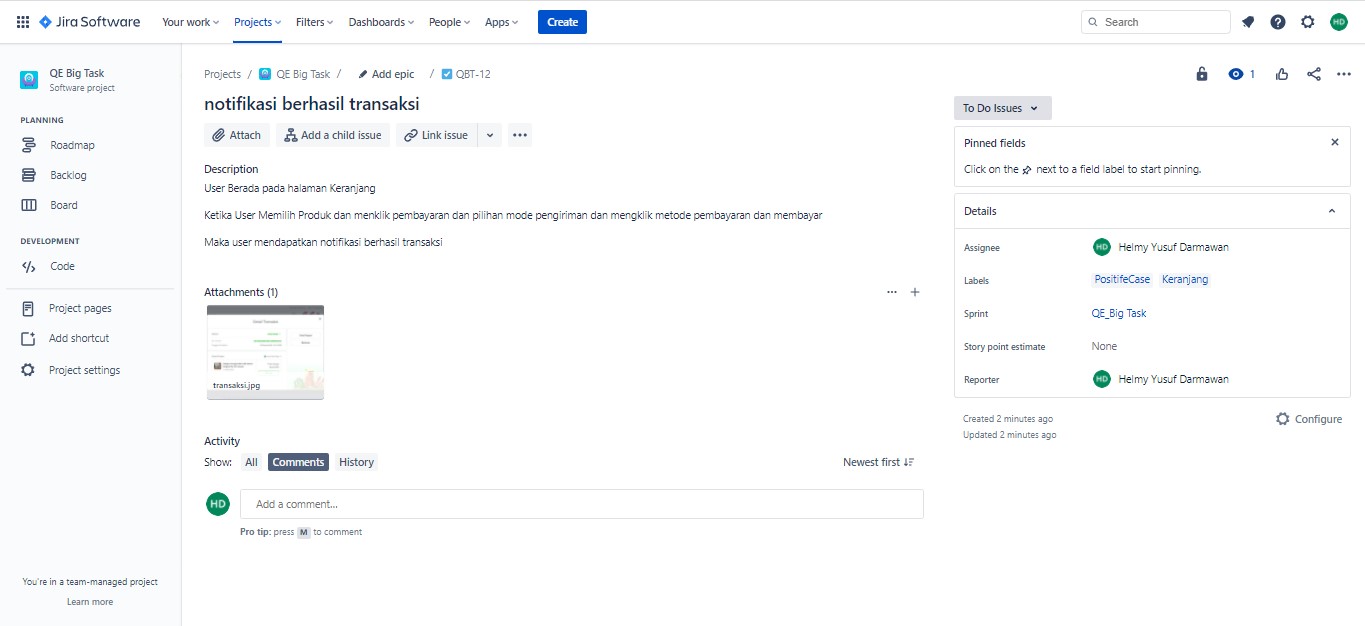 Jira Software
Your work
Projects
Filters
Dashboards
People
Apps
Create
Search
HD
QE Big Task
Software project
PLANNING
Roadmap
Backlog
Board
DEVELOPMENT
Code
Project pages
Add shortcut
Project settings
You're in a team-managed project
Learn more
Projects / QE Big Task / Add epic / QBT-12
notifikasi berhasil transaksi
Attach
Add a child issue
Link issue
Description
User Berada pada halaman Keranjang
Ketika User Memilih Produk dan menklik pembayaran dan pilihan mode pengiriman dan mengklik metode pembayaran dan membayar
Maka user mendapatkan notifikasi berhasil transaksi
Attachments (1)
transaksi.jpg
Activity
Show: All Comments History
Newest first
HD
Add a comment...
Pro tip: press M to comment
1
To Do Issues
Pinned fields
Click on the next to a field label to start pinning.
Details
Assignee
HD Helmy Yusuf Darmawan
Labels
PositifeCase Keranjang
Sprint
QE_Big Task
Story point estimate
None
Reporter
HD Helmy Yusuf Darmawan
Created 2 minutes ago
Updated 2 minutes ago
Configure